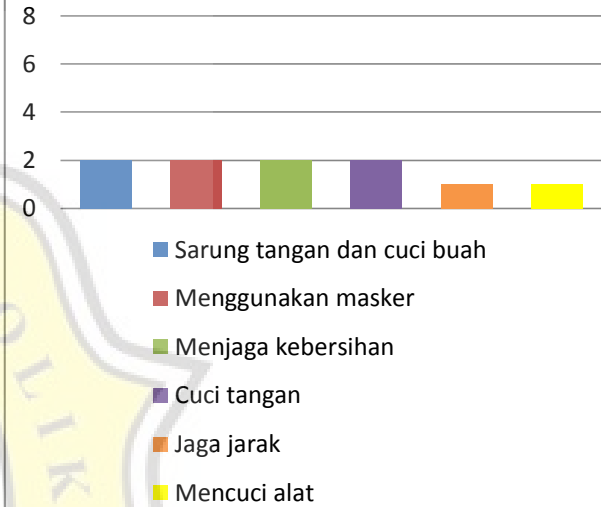 8
6
4
2
0
Sarung tangan dan cuci buah
Menggunakan masker
Menjaga kebersihan
Cuci tangan
Jaga jarak
Mencuci alat
O L I K